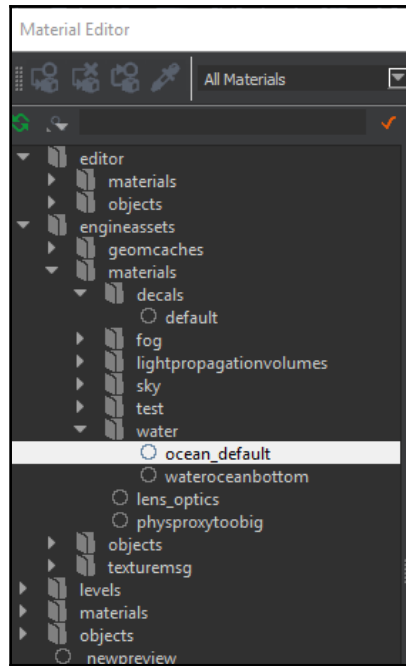 Material Editor
All Materials
editor
materials
objects
engineassets
geomcaches
materials
decals
default
fog
lightpropagationvolumes
sky
test
water
ocean_default
wateroceanbottom
lens_optics
physproxytoobig
objects
texturemsg
levels
materials
objects
newpreview